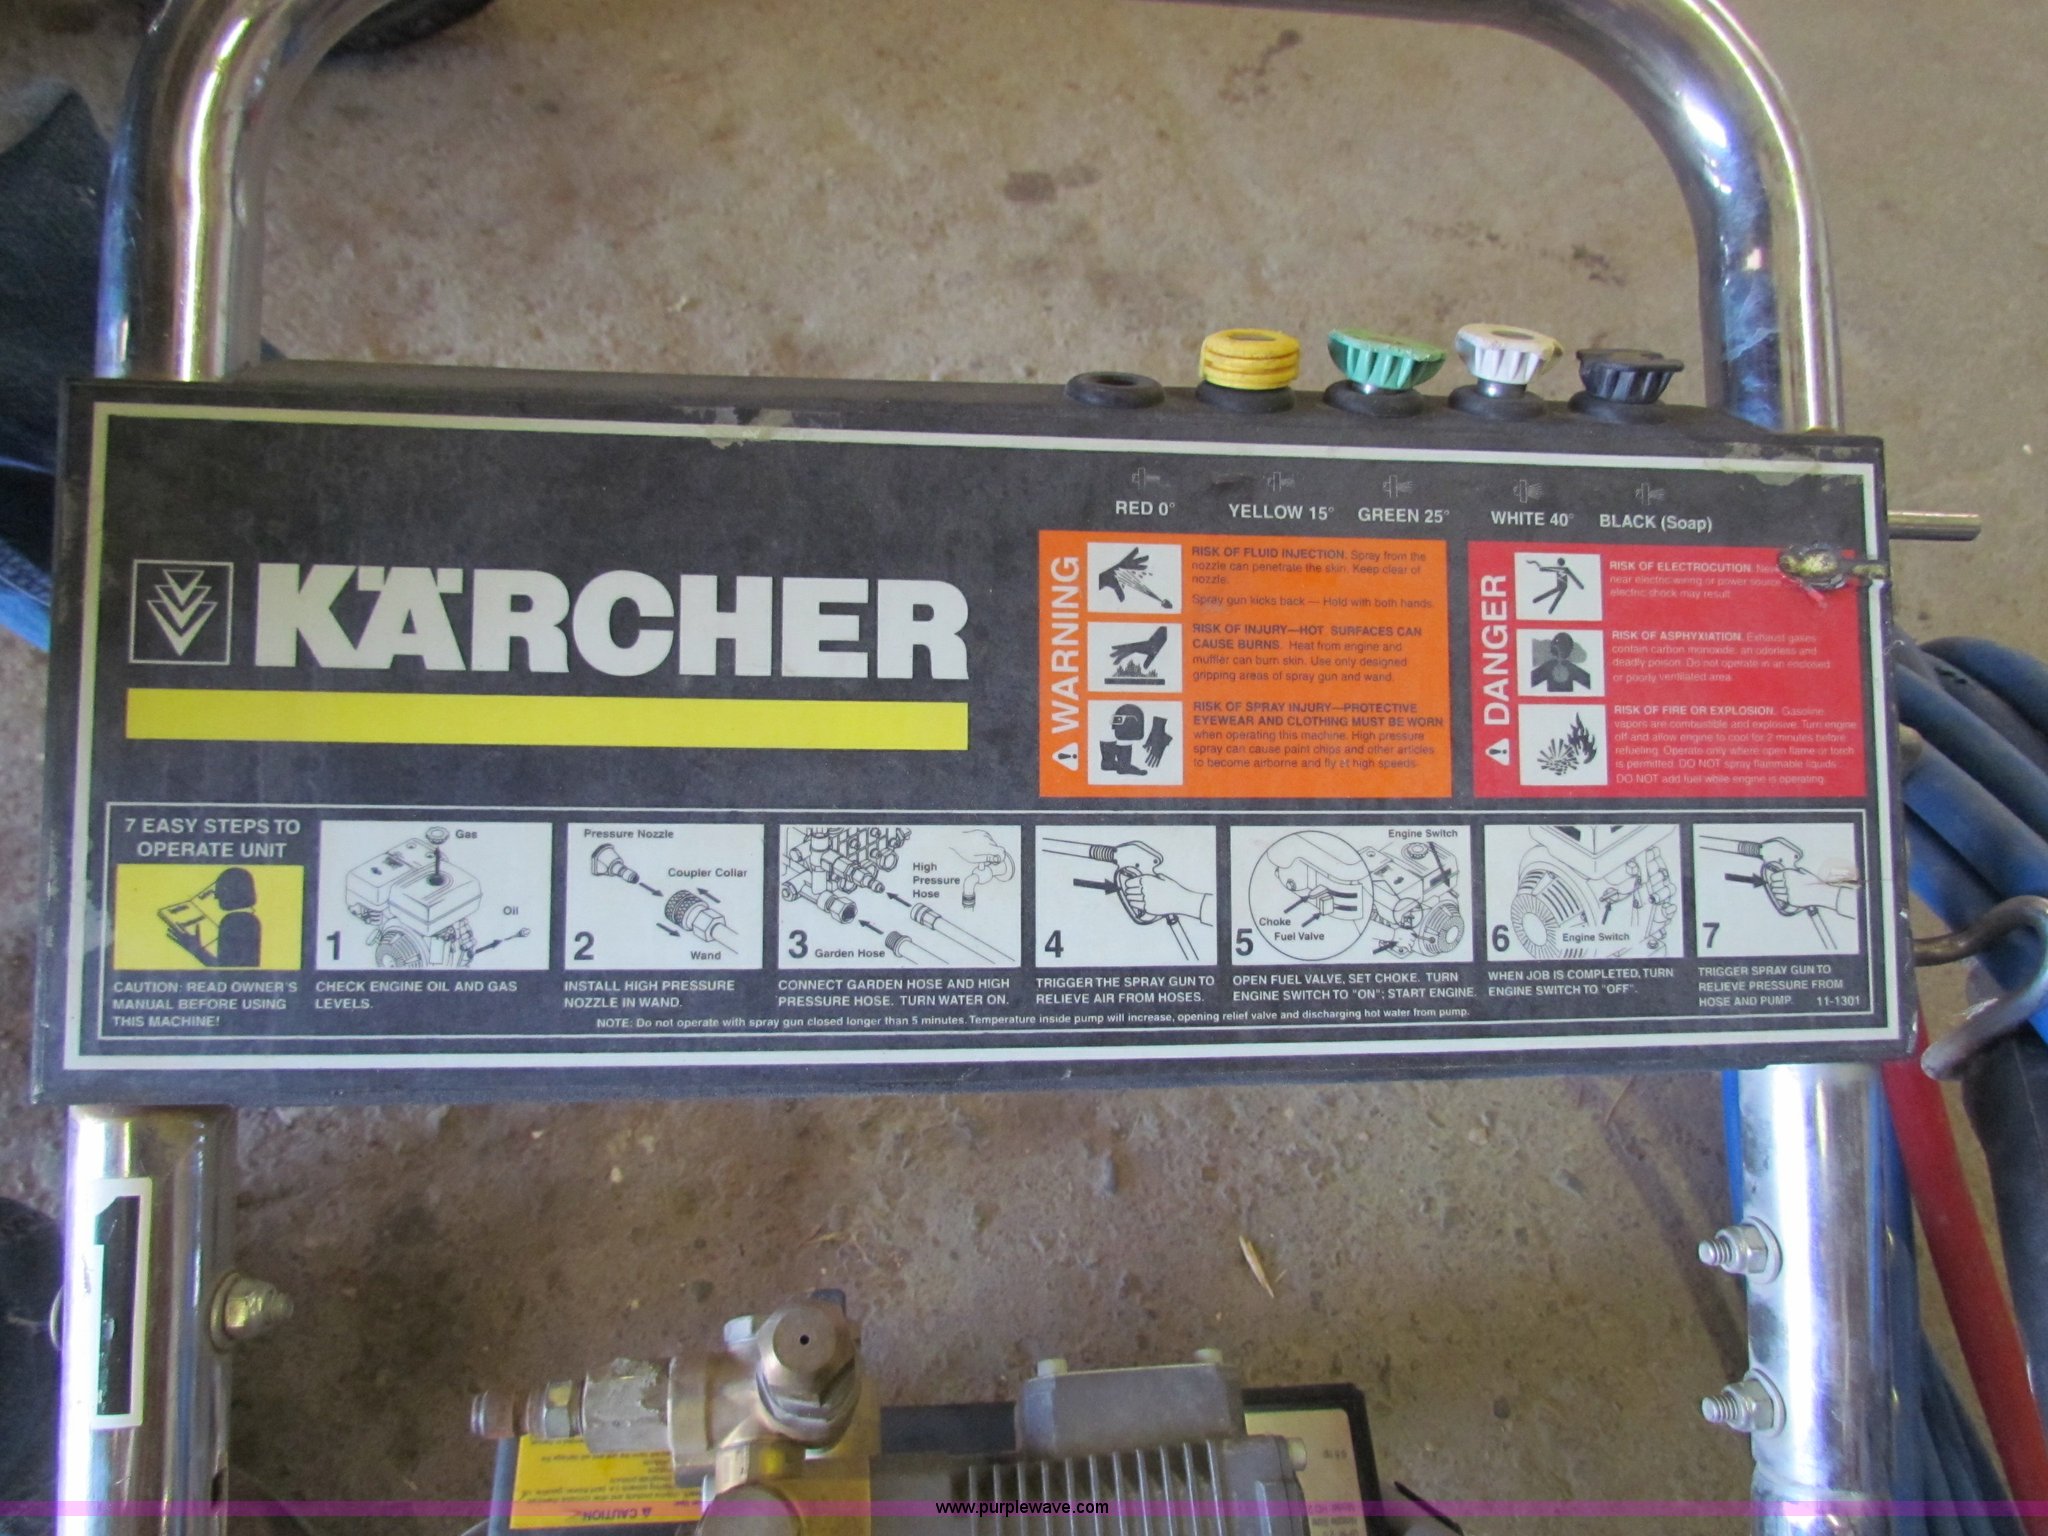 RED 0°
YELLOW 15°
GREEN 25°
WHITE 40°
BLACK (Soap)
KÄRCHER
WARNING
RISK OF FLUID INJECTION. Spray from the
nozzle can penetrate the skin. Keep clear of
nozzle.
Spray gun kicks back — Hold with both hands.
RISK OF INJURY—HOT SURFACES CAN
CAUSE BURNS. Heat from engine and
muffler can burn skin. Use only designed
gripping areas of spray gun and wand.
RISK OF SPRAY INJURY—PROTECTIVE
EYEWEAR AND CLOTHING MUST BE WORN
when operating this machine. High pressure
spray can cause paint chips and other articles
to become airborne and fly at high speeds.
DANGER
RISK OF ELECTROCUTION.
near electric wiring or power source
electric shock may result
RISK OF ASPHYXIATION. Exhaust gases
contain carbon monoxide, an odorless and
deadly poison. Do not operate in an enclosed
or poorly ventilated area
RISK OF FIRE OR EXPLOSION. Gasoline
vapors are combustible and explosive. Turn engine
off and allow engine to cool for 2 minutes before
refueling. Operate only where open flame or torch
is permitted. DO NOT spray flammable liquids.
DO NOT add fuel while engine is operating.
7 EASY STEPS TO
OPERATE UNIT
CAUTION: READ OWNER'S
MANUAL BEFORE USING
THIS MACHINE!
Gas
Oil
1
CHECK ENGINE OIL AND GAS
LEVELS.
Pressure Nozzle
Coupler Collar
Wand
2
INSTALL HIGH PRESSURE
NOZZLE IN WAND.
High
Pressure
Hose
Garden Hose
3
CONNECT GARDEN HOSE AND HIGH
PRESSURE HOSE. TURN WATER ON.
4
TRIGGER THE SPRAY GUN TO
RELIEVE AIR FROM HOSES.
Engine Switch
Choke
Fuel Valve
5
OPEN FUEL VALVE, SET CHOKE. TURN
ENGINE SWITCH TO "ON"; START ENGINE.
Engine Switch
6
WHEN JOB IS COMPLETED, TURN
ENGINE SWITCH TO "OFF".
7
TRIGGER SPRAY GUN TO
RELIEVE PRESSURE FROM
HOSE AND PUMP.
11-1301
NOTE: Do not operate with spray gun closed longer than 5 minutes. Temperature inside pump will increase, opening relief valve and discharging hot water from pump.
CAUTION
www.purplewave.com